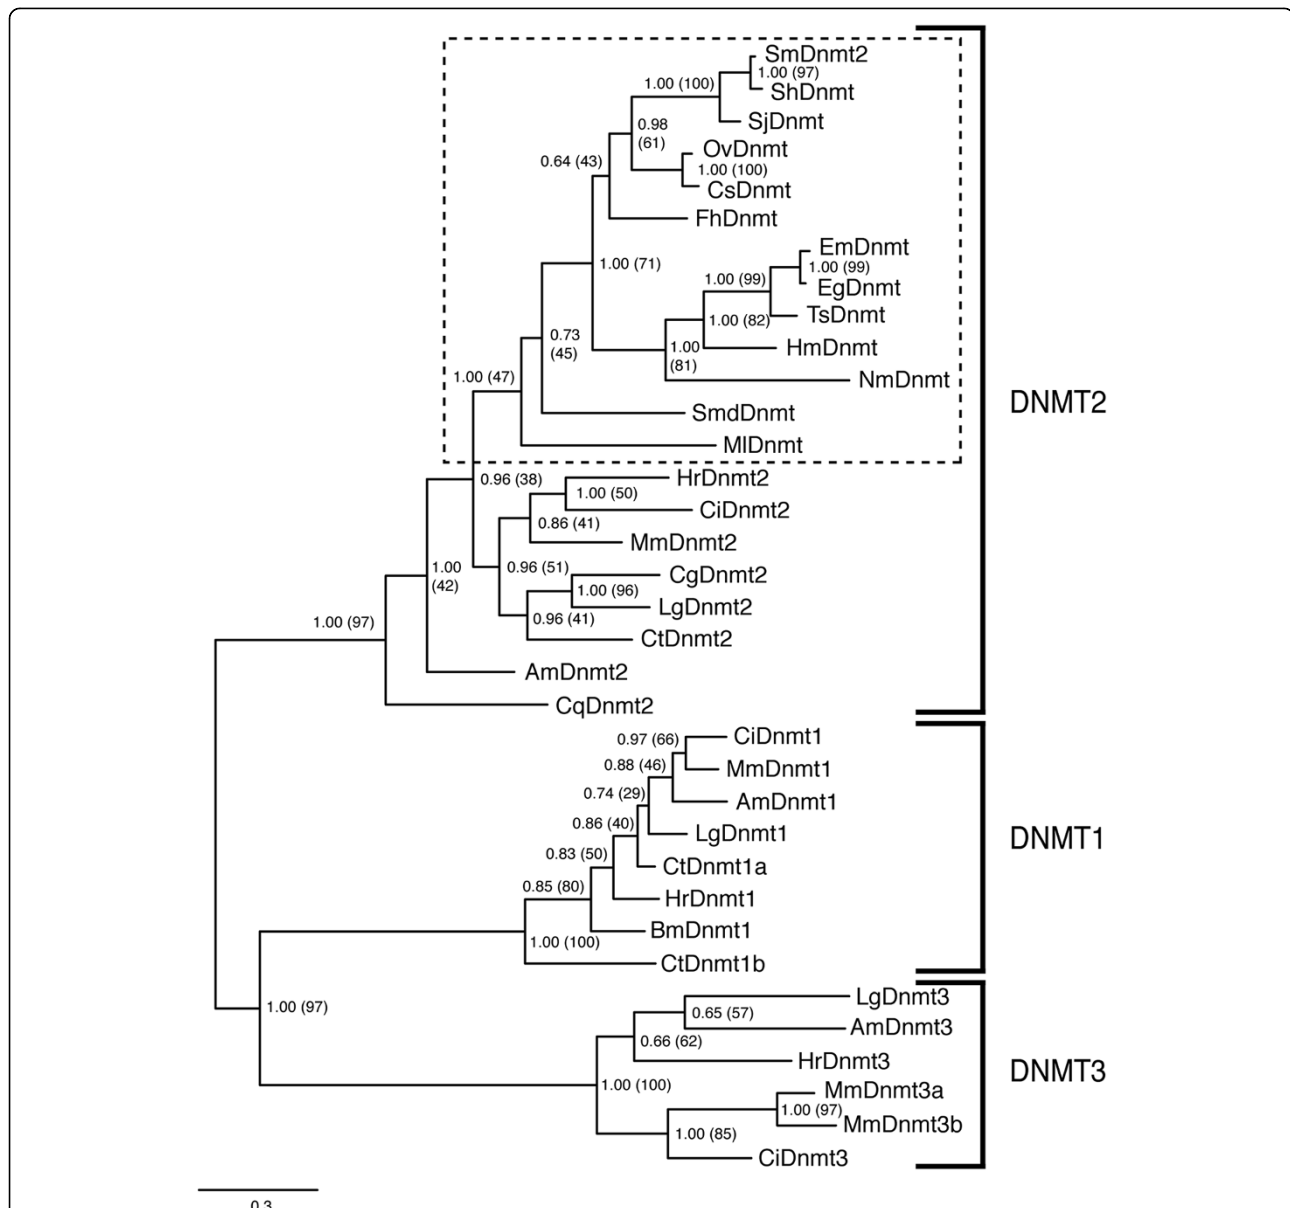 SmDnmt2
1.00 (97)
1.00 (100)
ShDnmt
SjDnmt
0.98
(61)
OvDnmt
0.64 (43)
1.00 (100)
CsDnmt
FhDnmt
EmDnmt
1.00 (71)
1.00 (99)
1.00 (99)
EgDnmt
TsDnmt
1.00 (82)
0.73
(45)
1.00
(81)
HmDnmt
1.00 (47)
NmDnmt
DNMT2
SmdDnmt
MlDnmt
0.96 (38)
HrDnmt2
1.00 (50)
CiDnmt2
0.86 (41)
MmDnmt2
1.00
(42)
0.96 (51)
CgDnmt2
1.00 (96)
LgDnmt2
1.00 (97)
0.96 (41)
CtDnmt2
AmDnmt2
CqDnmt2
0.97 (66)
CiDnmt1
0.88 (46)
MmDnmt1
0.74 (29)
AmDnmt1
0.86 (40)
LgDnmt1
DNMT1
0.83 (50)
CtDnmt1a
0.85 (80)
HrDnmt1
BmDnmt1
1.00 (100)
CtDnmt1b
1.00 (97)
LgDnmt3
0.65 (57)
AmDnmt3
0.66 (62)
HrDnmt3
DNMT3
1.00 (100)
MmDnmt3a
1.00 (97)
MmDnmt3b
1.00 (85)
CiDnmt3
0.3